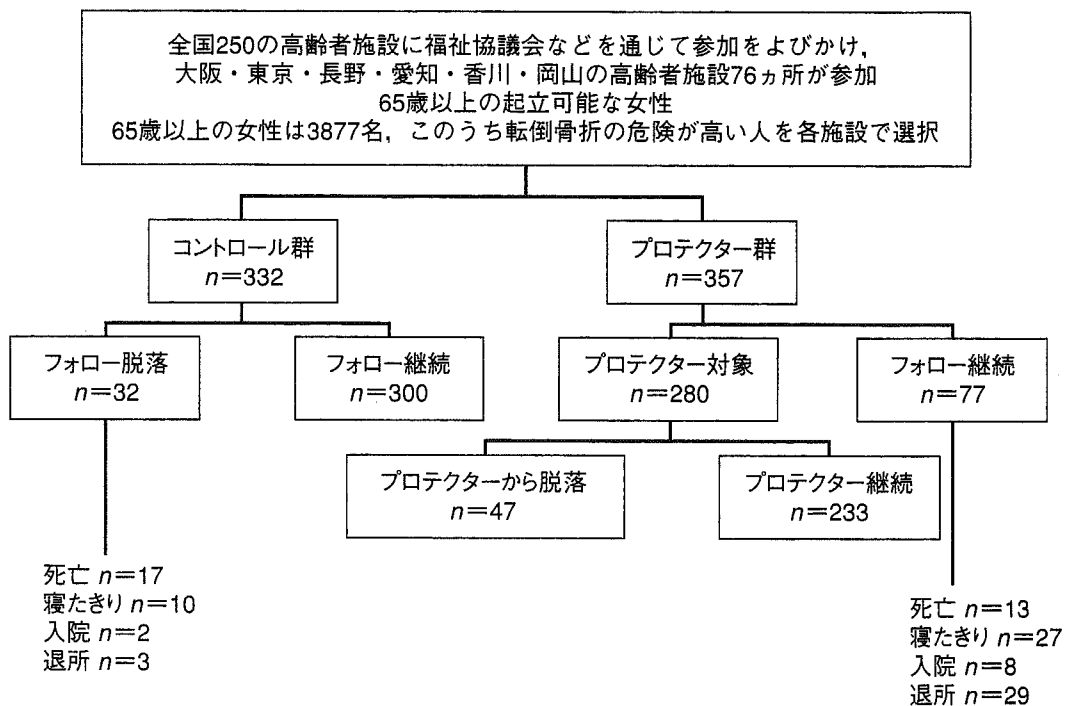 全国250の高齢者施設に福祉協議会などを通じて参加をよびかけ，
大阪・東京・長野・愛知・香川・岡山の高齢者施設76ヵ所が参加
65歳以上の起立可能な女性
65歳以上の女性は3877名，このうち転倒骨折の危険が高い人を各施設で選択
コントロール群
n＝332
プロテクター群
n＝357
フォロー脱落
n＝32
フォロー継続
n＝300
プロテクター対象
n＝280
フォロー継続
n＝77
プロテクターから脱落
n＝47
プロテクター継続
n＝233
死亡 n＝17
寝たきり n＝10
入院 n＝2
退所 n＝3
死亡 n＝13
寝たきり n＝27
入院 n＝8
退所 n＝29